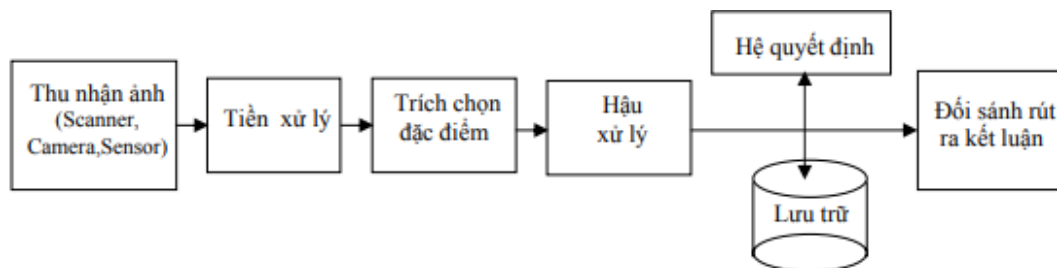 Thu nhận ảnh
(Scanner,
Camera,Sensor)
Tiền xử lý
Trích chọn
đặc điểm
Hậu
xử lý
Hệ quyết định
Lưu trữ
Đối sánh rút
ra kết luận